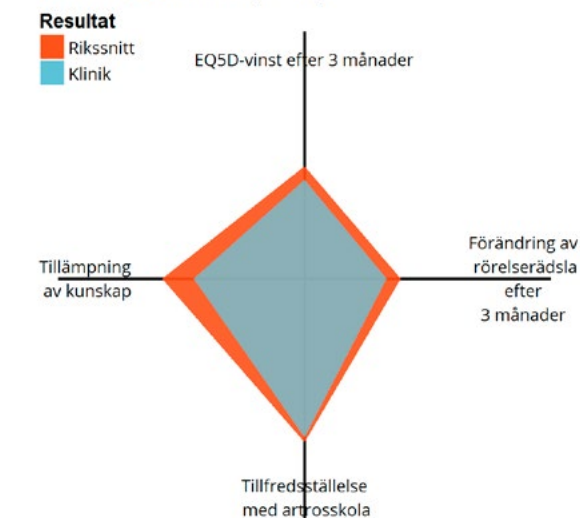 Resultat
Rikssnitt
Klinik
EQ5D-vinst efter 3 månader
Förändring av
rörelserädsla
efter
3 månader
Tillämpning
av kunskap
Tillfredsställelse
med artrosskola